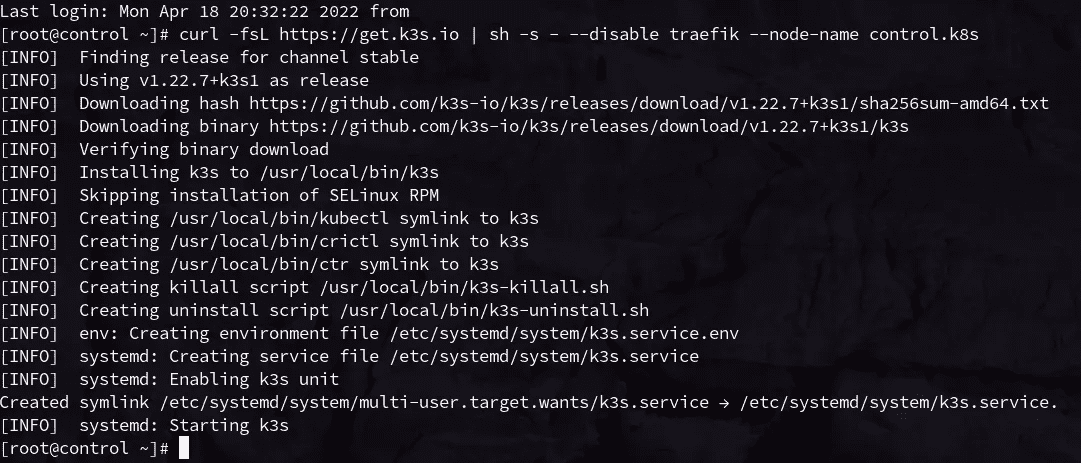 Last login: Mon Apr 18 20:32:22 2022 from
[root@control ~]# curl -fsL https://get.k3s.io | sh -s - --disable traefik --node-name control.k8s
[INFO]  Finding release for channel stable
[INFO]  Using v1.22.7+k3s1 as release
[INFO]  Downloading hash https://github.com/k3s-io/k3s/releases/download/v1.22.7+k3s1/sha256sum-amd64.txt
[INFO]  Downloading binary https://github.com/k3s-io/k3s/releases/download/v1.22.7+k3s1/k3s
[INFO]  Verifying binary download
[INFO]  Installing k3s to /usr/local/bin/k3s
[INFO]  Skipping installation of SELinux RPM
[INFO]  Creating /usr/local/bin/kubectl symlink to k3s
[INFO]  Creating /usr/local/bin/crictl symlink to k3s
[INFO]  Creating /usr/local/bin/ctr symlink to k3s
[INFO]  Creating killall script /usr/local/bin/k3s-killall.sh
[INFO]  Creating uninstall script /usr/local/bin/k3s-uninstall.sh
[INFO]  env: Creating environment file /etc/systemd/system/k3s.service.env
[INFO]  systemd: Creating service file /etc/systemd/system/k3s.service
[INFO]  systemd: Enabling k3s unit
Created symlink /etc/systemd/system/multi-user.target.wants/k3s.service → /etc/systemd/system/k3s.service.
[INFO]  systemd: Starting k3s
[root@control ~]#